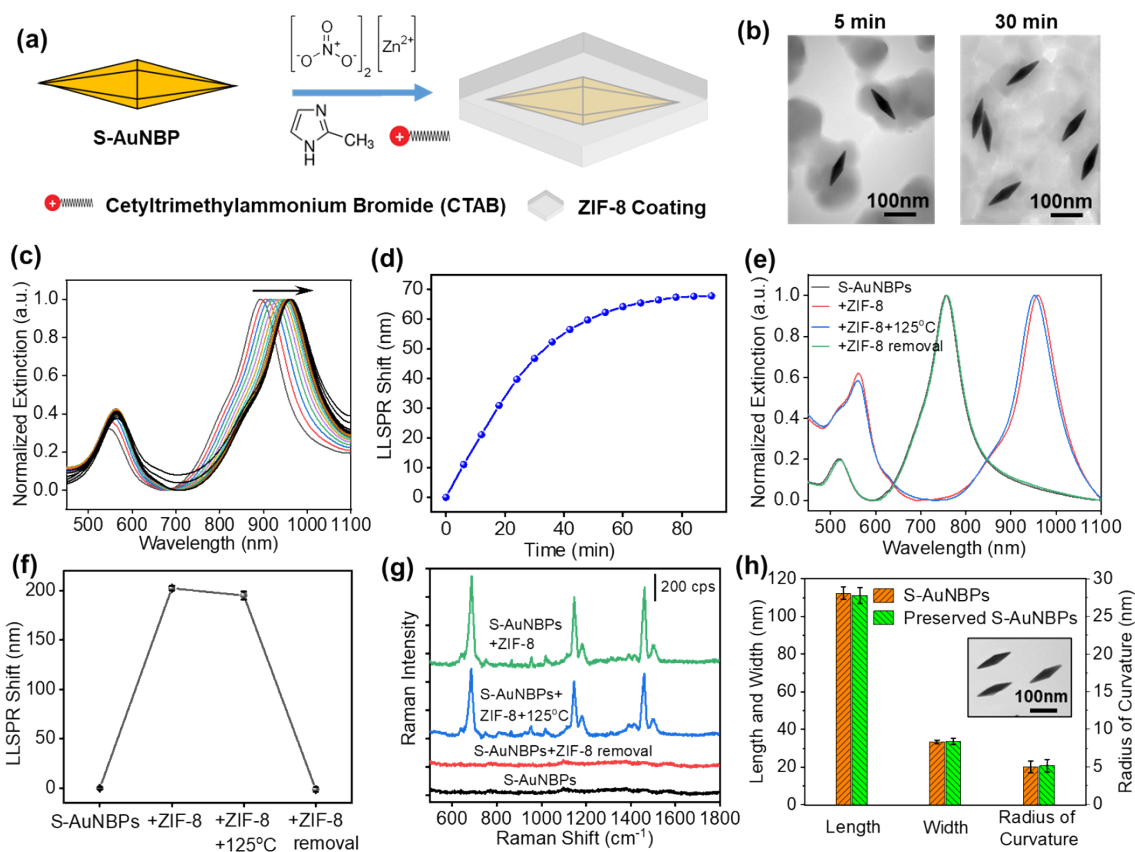 (a)
O
-O N+ O-
2
[Zn2+]
N
N
H
CH3
+
S-AuNBP
+ Cetyltrimethylammonium Bromide (CTAB)
ZIF-8 Coating
(b)
5 min
30 min
100nm
100nm
(c)
Normalized Extinction (a.u.)
1.0
0.8
0.6
0.4
0.2
0.0
500 600 700 800 900 1000 1100
Wavelength (nm)
(d)
LLSPR Shift (nm)
70
60
50
40
30
20
10
0
0 20 40 60 80
Time (min)
(e)
Normalized Extinction (a.u.)
1.0
0.8
0.6
0.4
0.2
0.0
S-AuNBPs
+ZIF-8
+ZIF-8+125oC
+ZIF-8 removal
500 600 700 800 900 1000 1100
Wavelength (nm)
(f)
LLSPR Shift (nm)
200
100
0
S-AuNBPs
+ZIF-8
+ZIF-8
+125ºC
+ZIF-8
removal
(g)
Raman Intensity
200 cps
S-AuNBPs
+ZIF-8
S-AuNBPs+
ZIF-8+125oC
S-AuNBPs+ZIF-8 removal
S-AuNBPs
600 800 1000 1200 1400 1600 1800
Raman Shift (cm-1)
(h)
Length and Width (nm)
120
100
80
60
40
20
0
S-AuNBPs
Preserved S-AuNBPs
100nm
Length
Width
Radius of
Curvature
30
25
20
15
10
5
0
Radius of Curvature (nm)